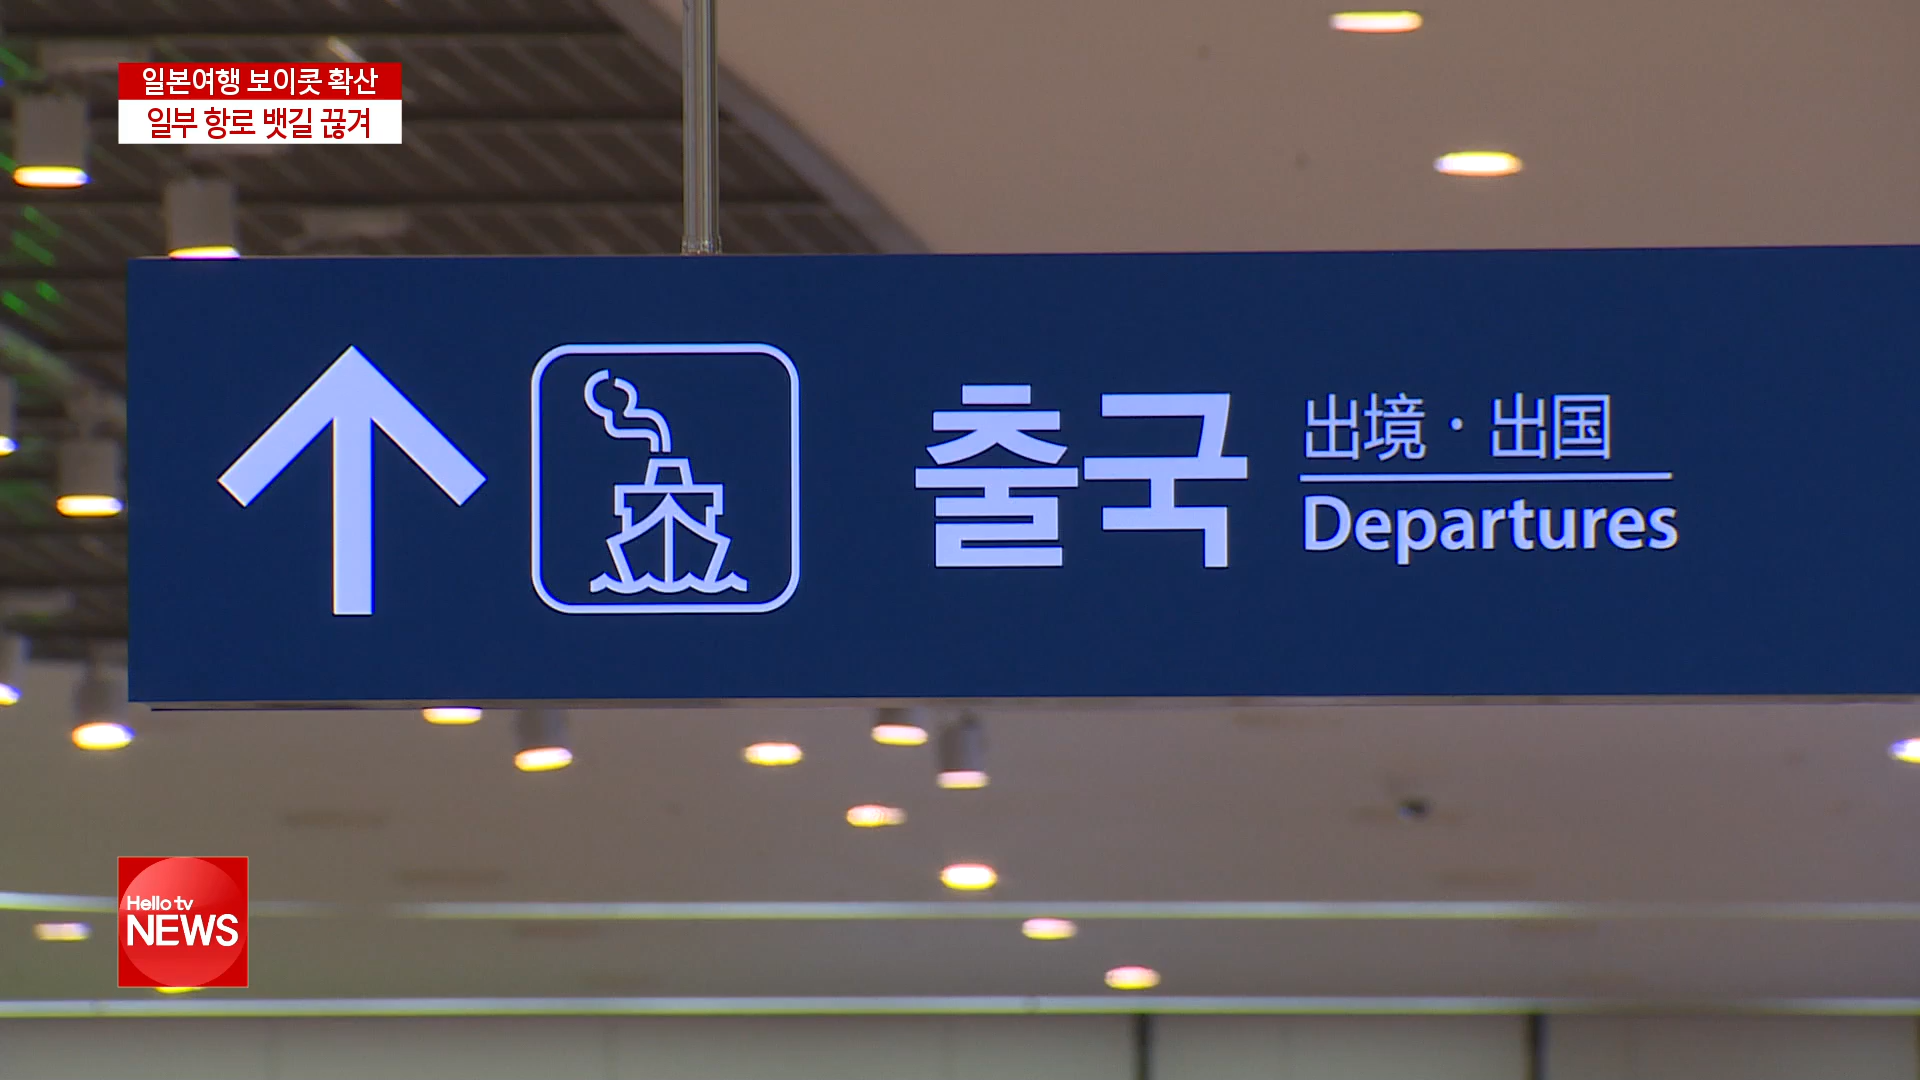 일본여행 보이콧 확산
일부 항로 뱃길 끊겨
출국
出境・出国
Departures
Hello tv
NEWS